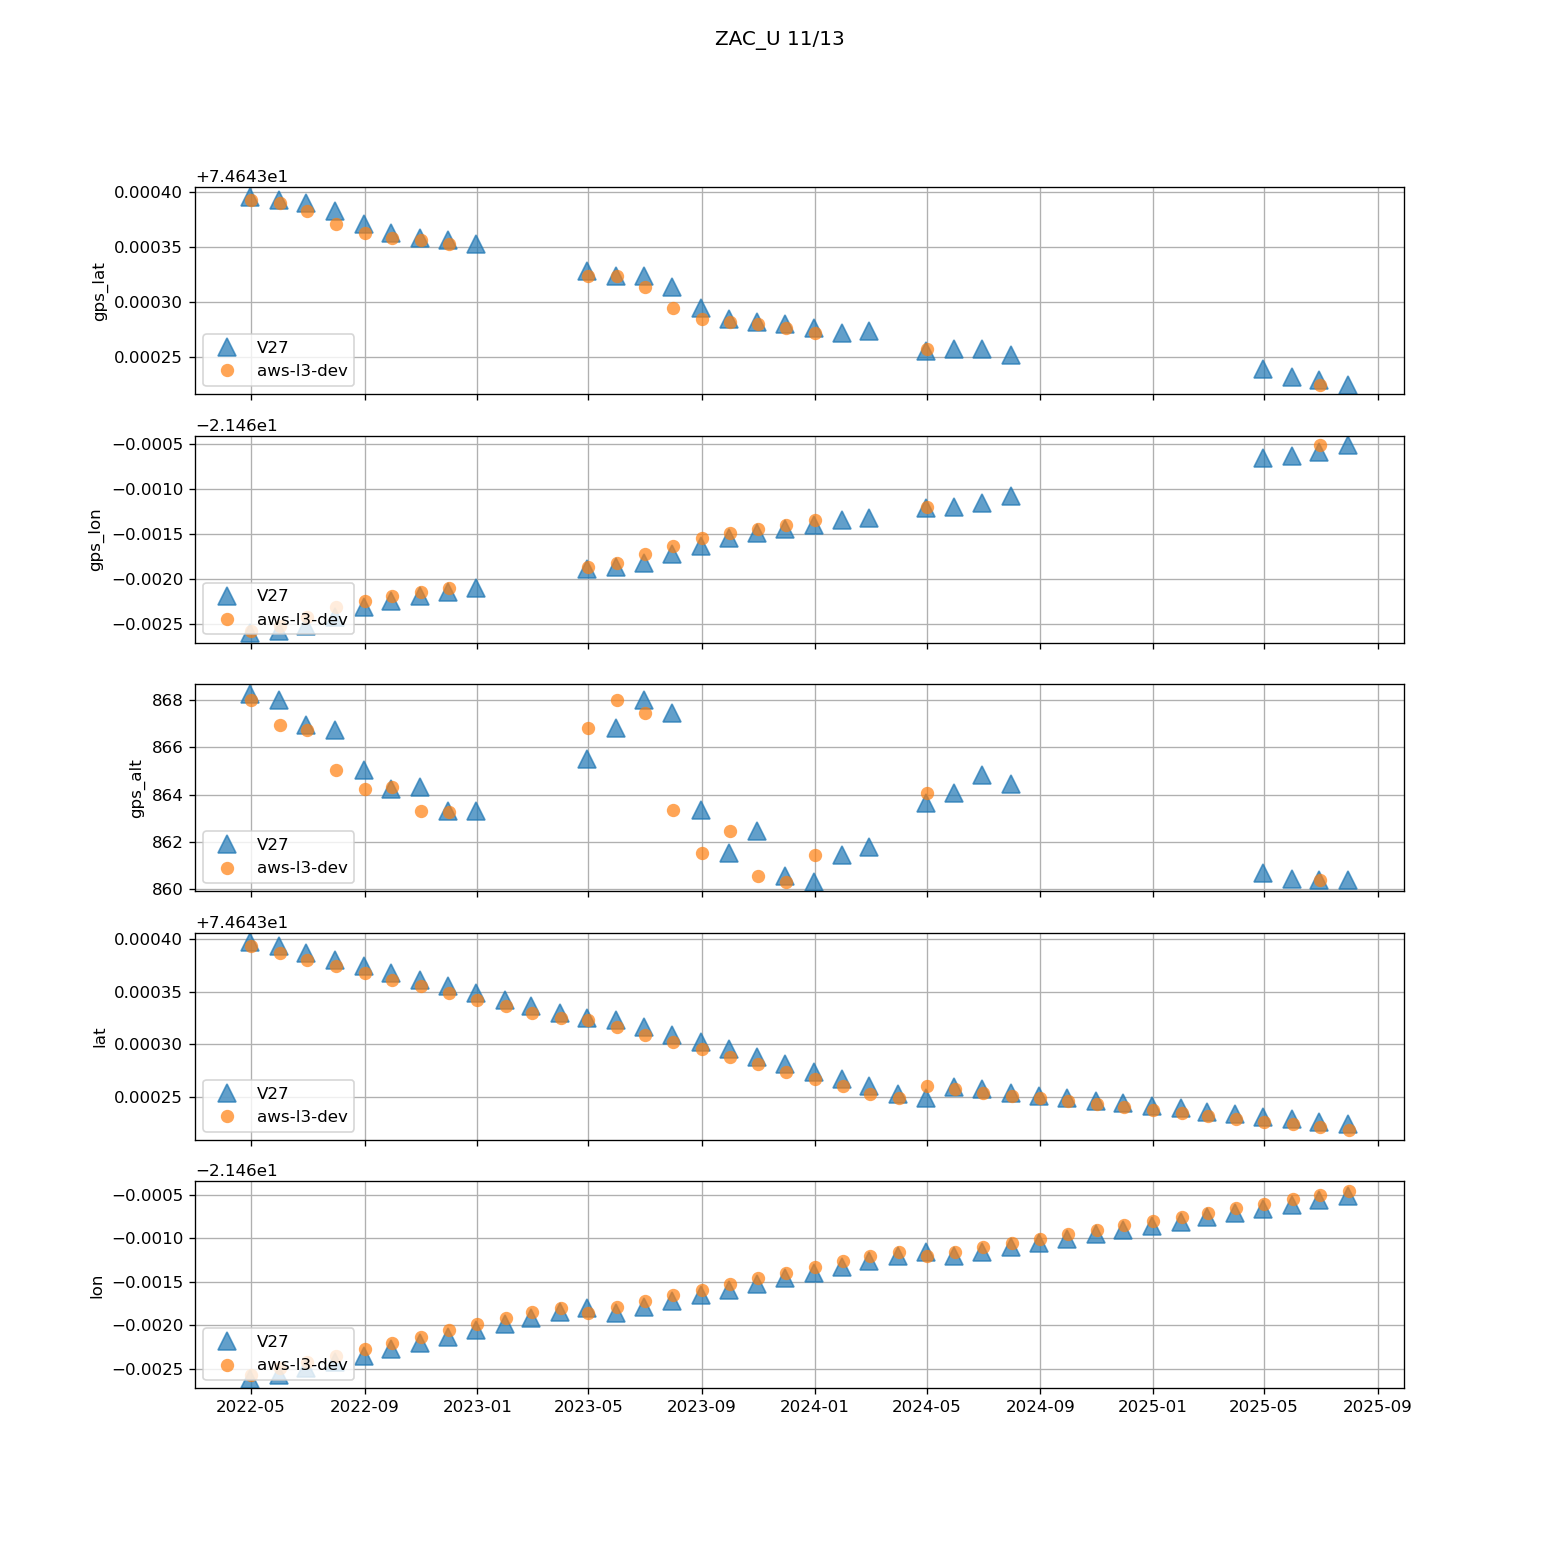 ZAC_U 11/13
+7.4643e1
0.00040
0.00035
0.00030
0.00025
gps_lat
V27
aws-l3-dev
−2.146e1
−0.0005
−0.0010
−0.0015
−0.0020
−0.0025
gps_lon
V27
aws-l3-dev
868
866
864
862
860
gps_alt
V27
aws-l3-dev
+7.4643e1
0.00040
0.00035
0.00030
0.00025
lat
V27
aws-l3-dev
−2.146e1
−0.0005
−0.0010
−0.0015
−0.0020
−0.0025
lon
V27
aws-l3-dev
2022-05 2022-09 2023-01 2023-05 2023-09 2024-01 2024-05 2024-09 2025-01 2025-05 2025-09